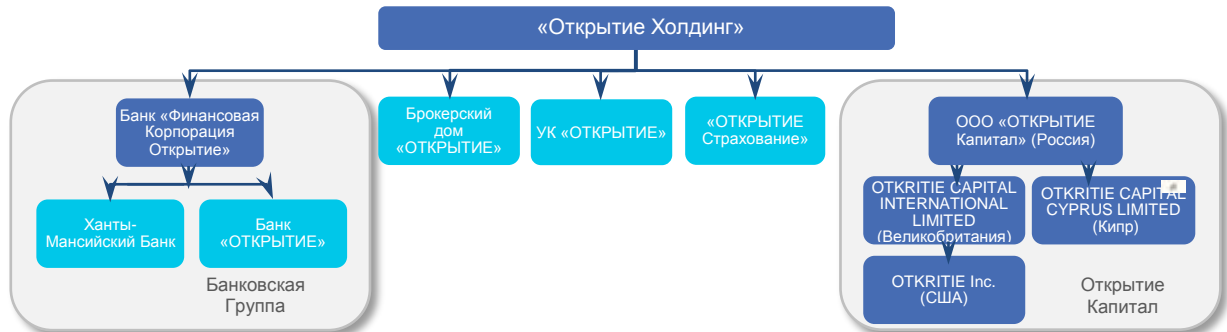 «Открытие Холдинг»
Банк «Финансовая
Корпорация
Открытие»
Брокерский
дом
«ОТКРЫТИЕ»
УК «ОТКРЫТИЕ»
«ОТКРЫТИЕ
Страхование»
ООО «ОТКРЫТИЕ
Капитал» (Россия)
Ханты-
Мансийский Банк
Банк
«ОТКРЫТИЕ»
OTKRITIE CAPITAL
INTERNATIONAL
LIMITED
(Великобритания)
OTKRITIE CAPITAL
CYPRUS LIMITED
(Кипр)
Банковская
Группа
OTKRITIE Inc.
(США)
Открытие
Капитал